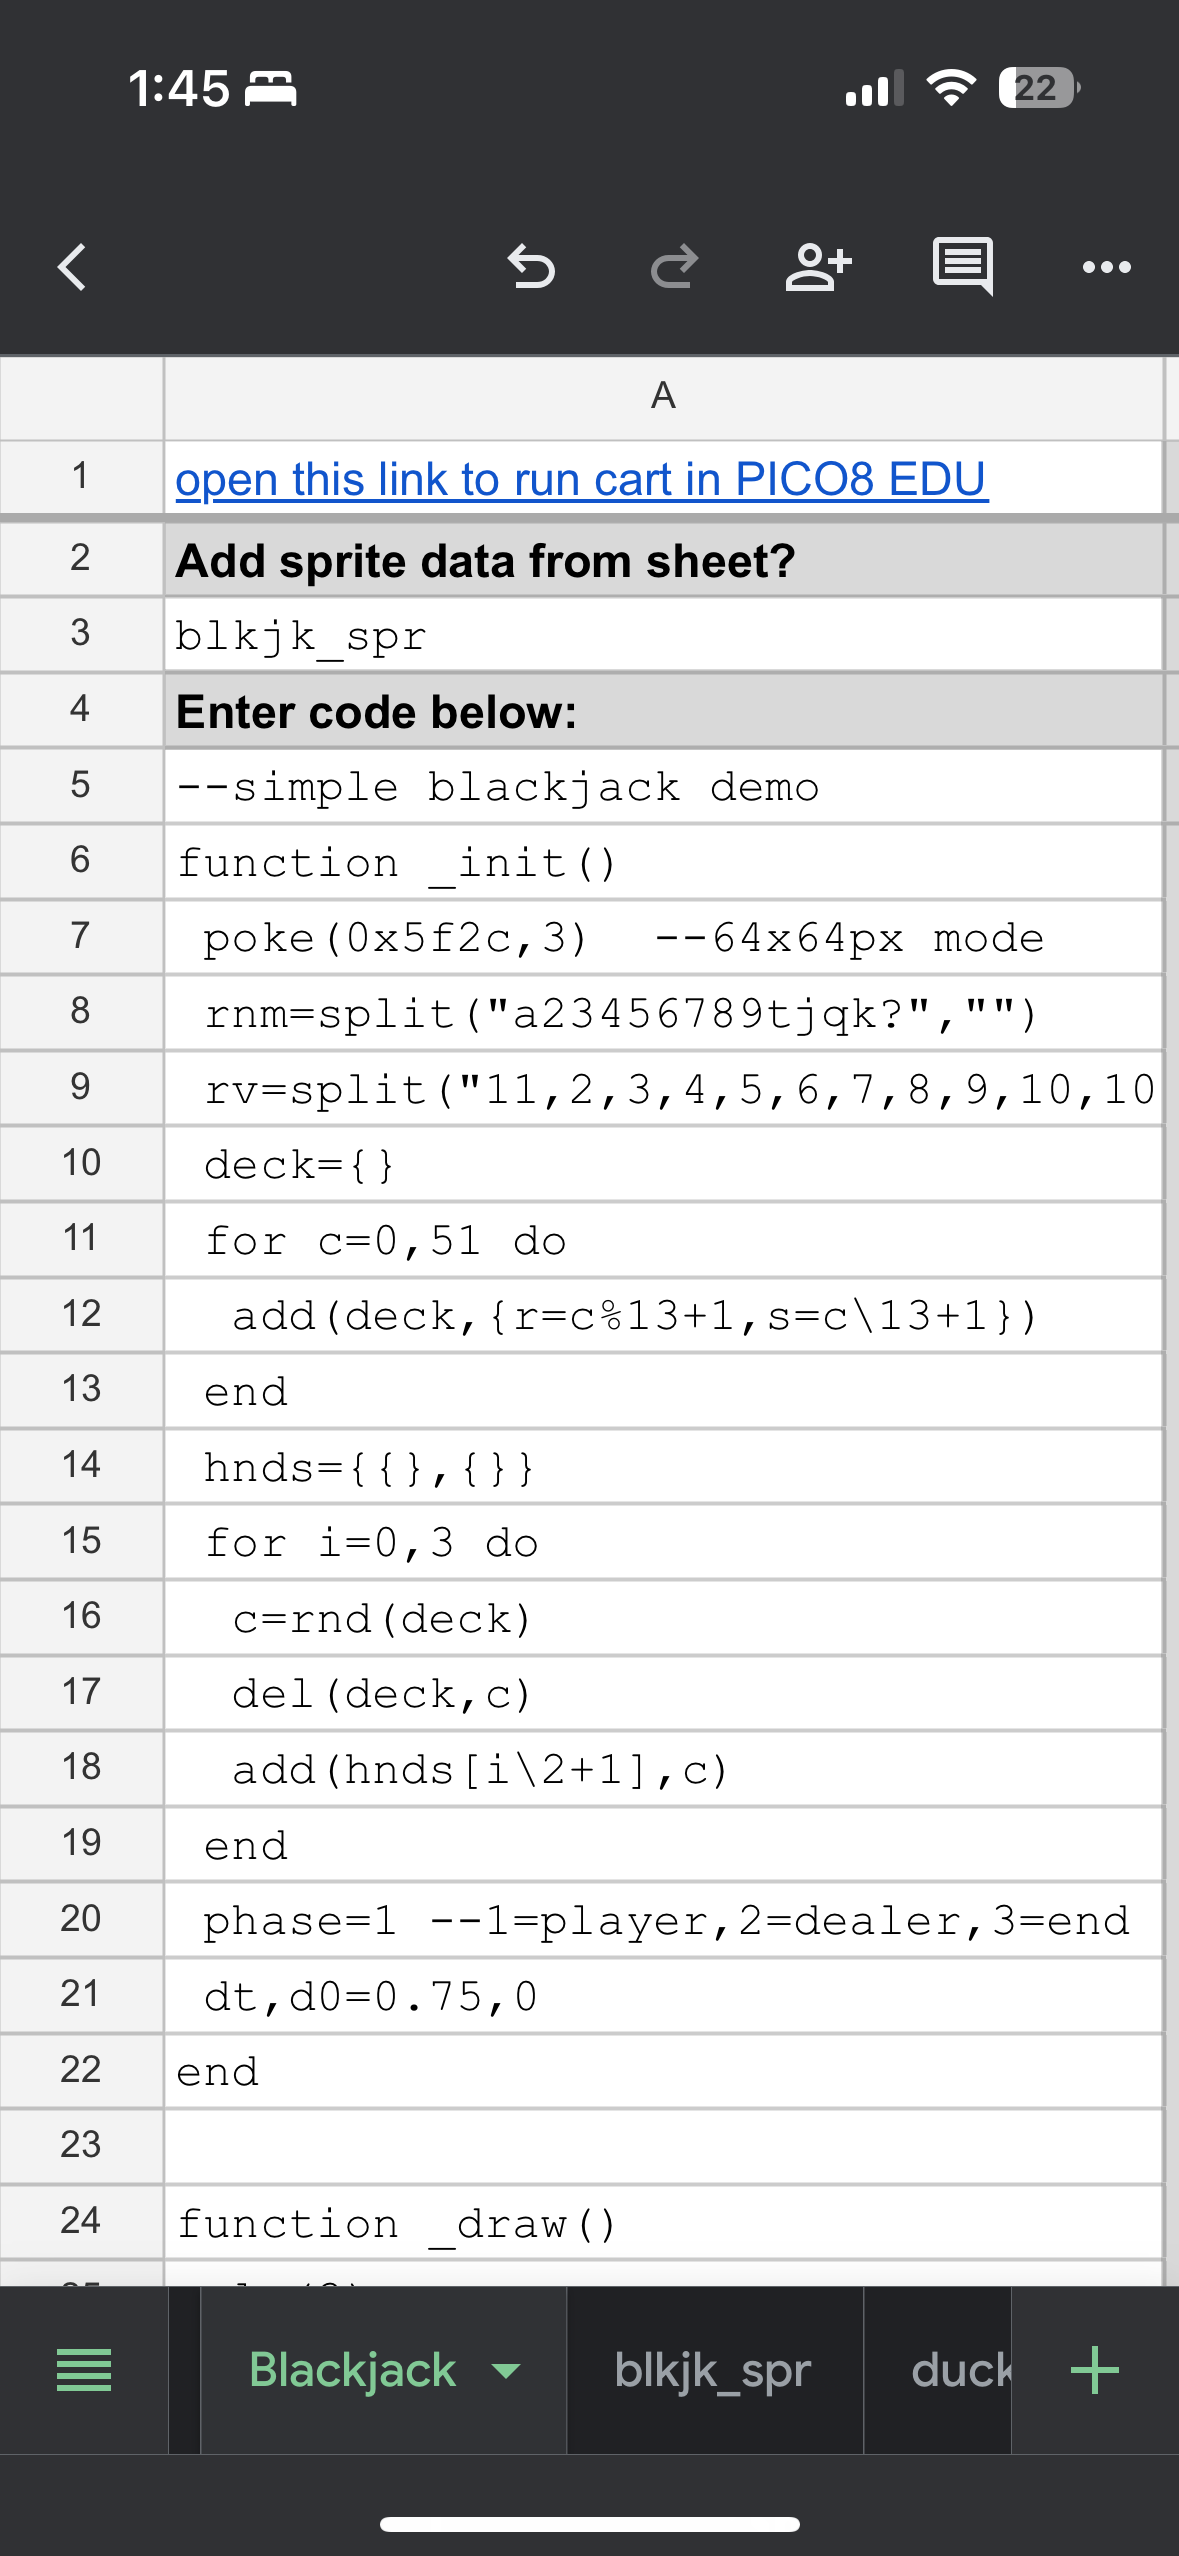 1:45
22
A
1 open this link to run cart in PICO8 EDU
2 Add sprite data from sheet?
3 blkjk_spr
4 Enter code below:
5 --simple blackjack demo
6 function _init()
7 poke(0x5f2c,3)  --64x64px mode
8 rnm=split("a23456789tjqk?","")
9 rv=split("11,2,3,4,5,6,7,8,9,10,10
10 deck={}
11 for c=0,51 do
12 add(deck,{r=c%13+1,s=c\13+1})
13 end
14 hnds={{},{}}
15 for i=0,3 do
16 c=rnd(deck)
17 del(deck,c)
18 add(hnds[i\2+1],c)
19 end
20 phase=1 --1=player,2=dealer,3=end
21 dt,d0=0.75,0
22 end
23
24 function _draw()
Blackjack blkjk_spr duck